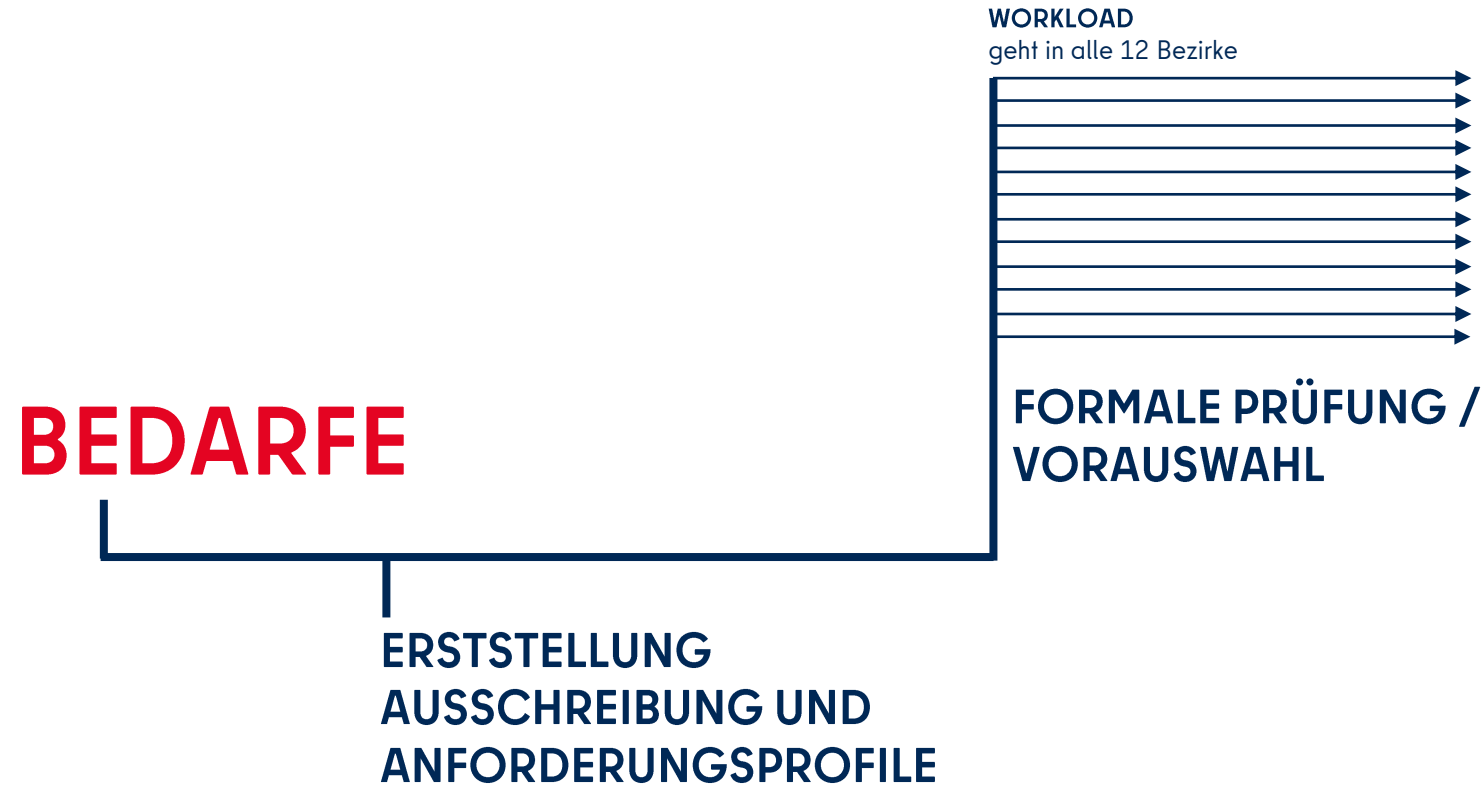 WORKLOAD
geht in alle 12 Bezirke
BEDARFE
FORMALE PRÜFUNG /
VORAUSWAHL
ERSTSTELLUNG
AUSSCHREIBUNG UND
ANFORDERUNGSPROFILE